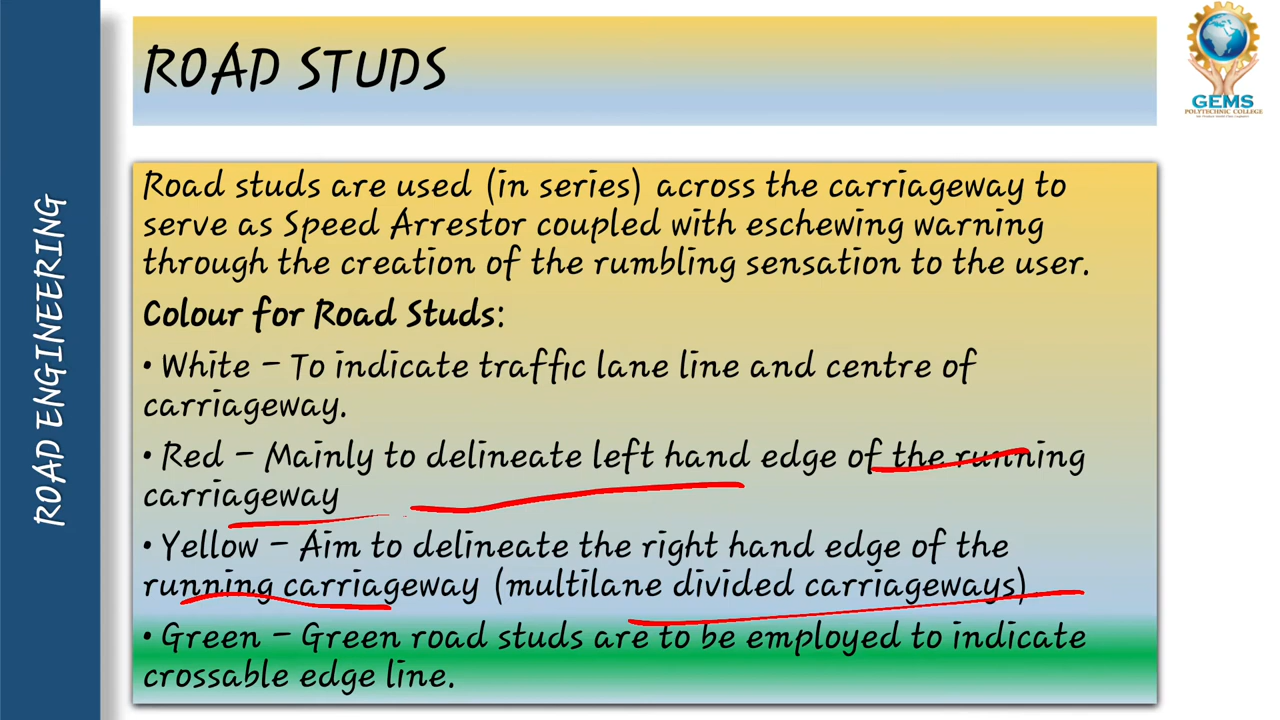 ROAD STUDS
GEMS
POLYTECHNIC COLLEGE
ROAD ENGINEERING
Road studs are used (in series) across the carriageway to
serve as Speed Arrestor coupled with eschewing warning
through the creation of the rumbling sensation to the user.
Colour for Road Studs:
• White – To indicate traffic lane line and centre of
carriageway.
• Red – Mainly to delineate left hand edge of the running
carriageway
• Yellow – Aim to delineate the right hand edge of the
running carriageway (multilane divided carriageways)
• Green – Green road studs are to be employed to indicate
crossable edge line.